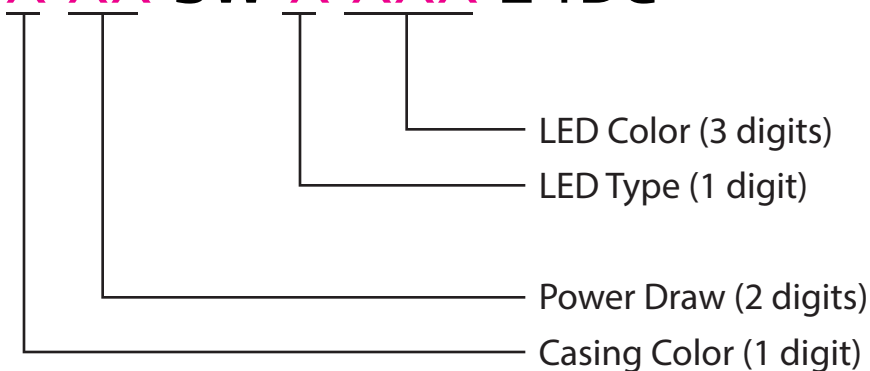 LED Color (3 digits)
LED Type (1 digit)
Power Draw (2 digits)
Casing Color (1 digit)